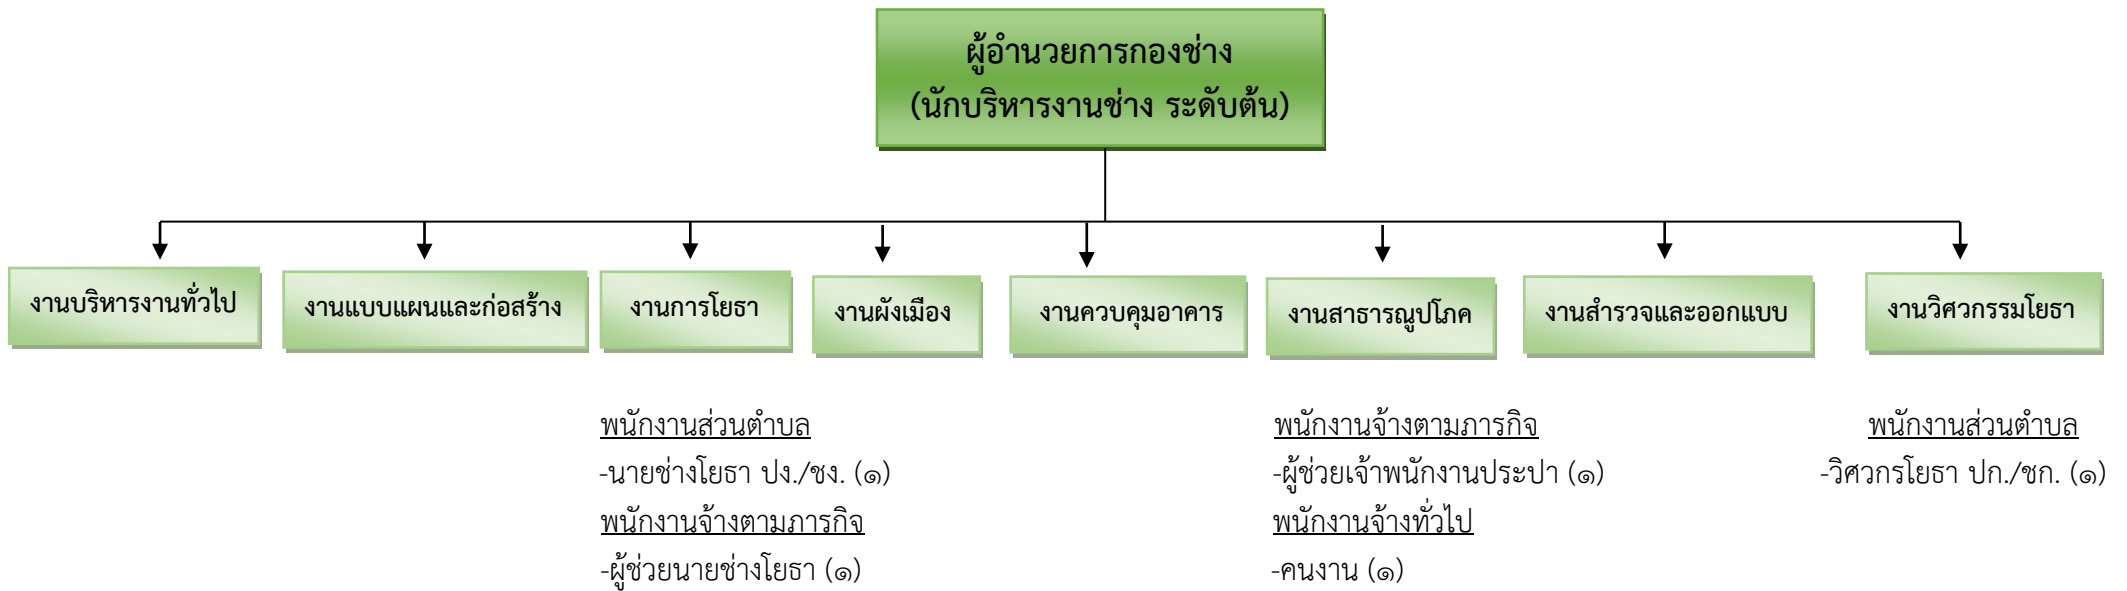 ผู้อำนวยการกองช่าง
(นักบริหารงานช่าง ระดับต้น)
งานบริหารงานทั่วไป
งานแบบแผนและก่อสร้าง
งานการโยธา
งานผังเมือง
งานควบคุมอาคาร
งานสาธารณูปโภค
งานสำรวจและออกแบบ
งานวิศวกรรมโยธา
พนักงานส่วนตำบล
-นายช่างโยธา ปง./ชง. (๑)
พนักงานจ้างตามภารกิจ
-ผู้ช่วยนายช่างโยธา (๑)
พนักงานจ้างตามภารกิจ
-ผู้ช่วยเจ้าพนักงานประปา (๑)
พนักงานจ้างทั่วไป
-คนงาน (๑)
พนักงานส่วนตำบล
-วิศวกรโยธา ปก./ชก. (๑)